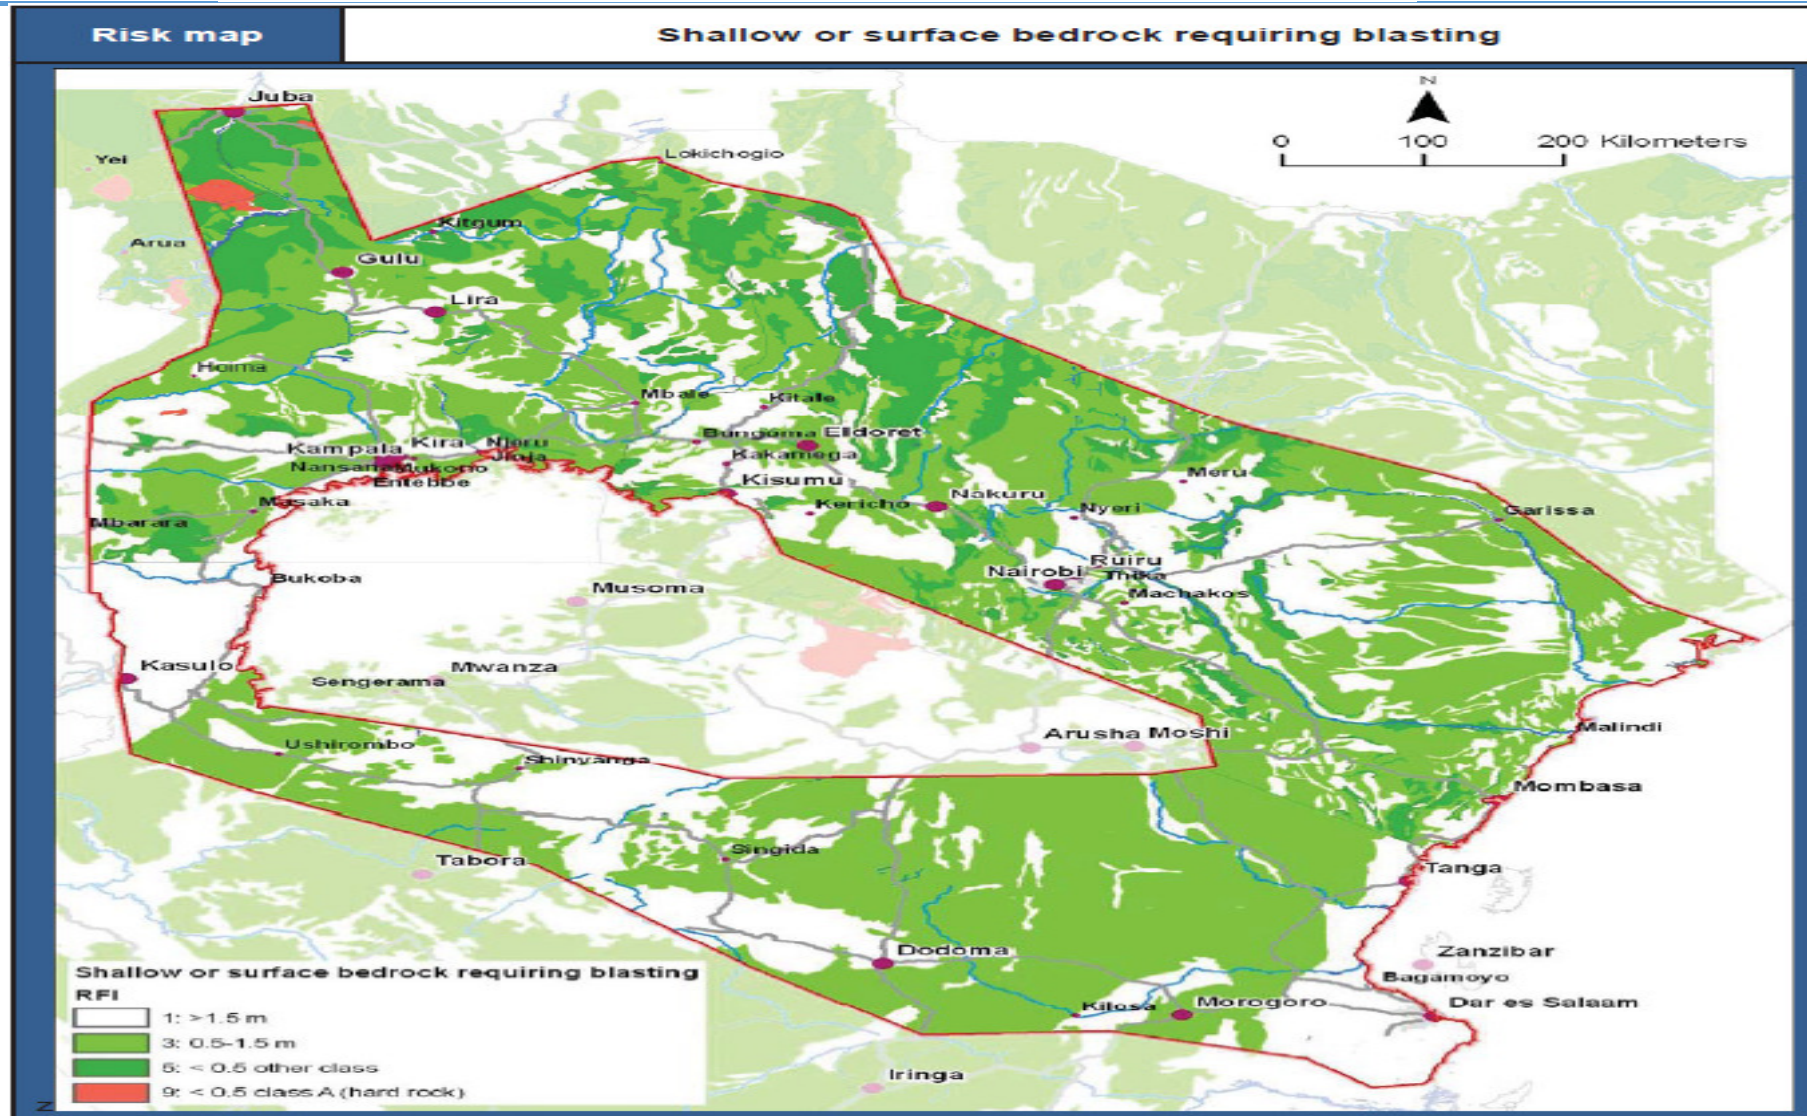 Risk map
Shallow or surface bedrock requiring blasting
N
0 100 200 Kilometers
Juba
Yei
Lokichogio
Arua
Kitgum
Gulu
Lira
Hoima
Mbale
Kitale
Bungoma Eldoret
Kampala Kira Njeru
Jinja
Kakamega
Nansana Mukono
Entebbe
Kisumu
Meru
Masaka
Kericho
Nakuru
Nyeri
Garissa
Mbarara
Bukoba
Musoma
Nairobi
Ruiru
Thika
Machakos
Kasulo
Mwanza
Sengerama
Malindi
Arusha Moshi
Ushirombo
Shinyanga
Mombasa
Singida
Tabora
Tanga
Dodoma
Zanzibar
Bagamoyo
Kilosa
Morogoro
Dar es Salaam
Iringa
Shallow or surface bedrock requiring blasting
RFI
1: >1.5 m
3: 0.5-1.5 m
5: < 0.5 other class
9: < 0.5 class A (hard rock)
Z